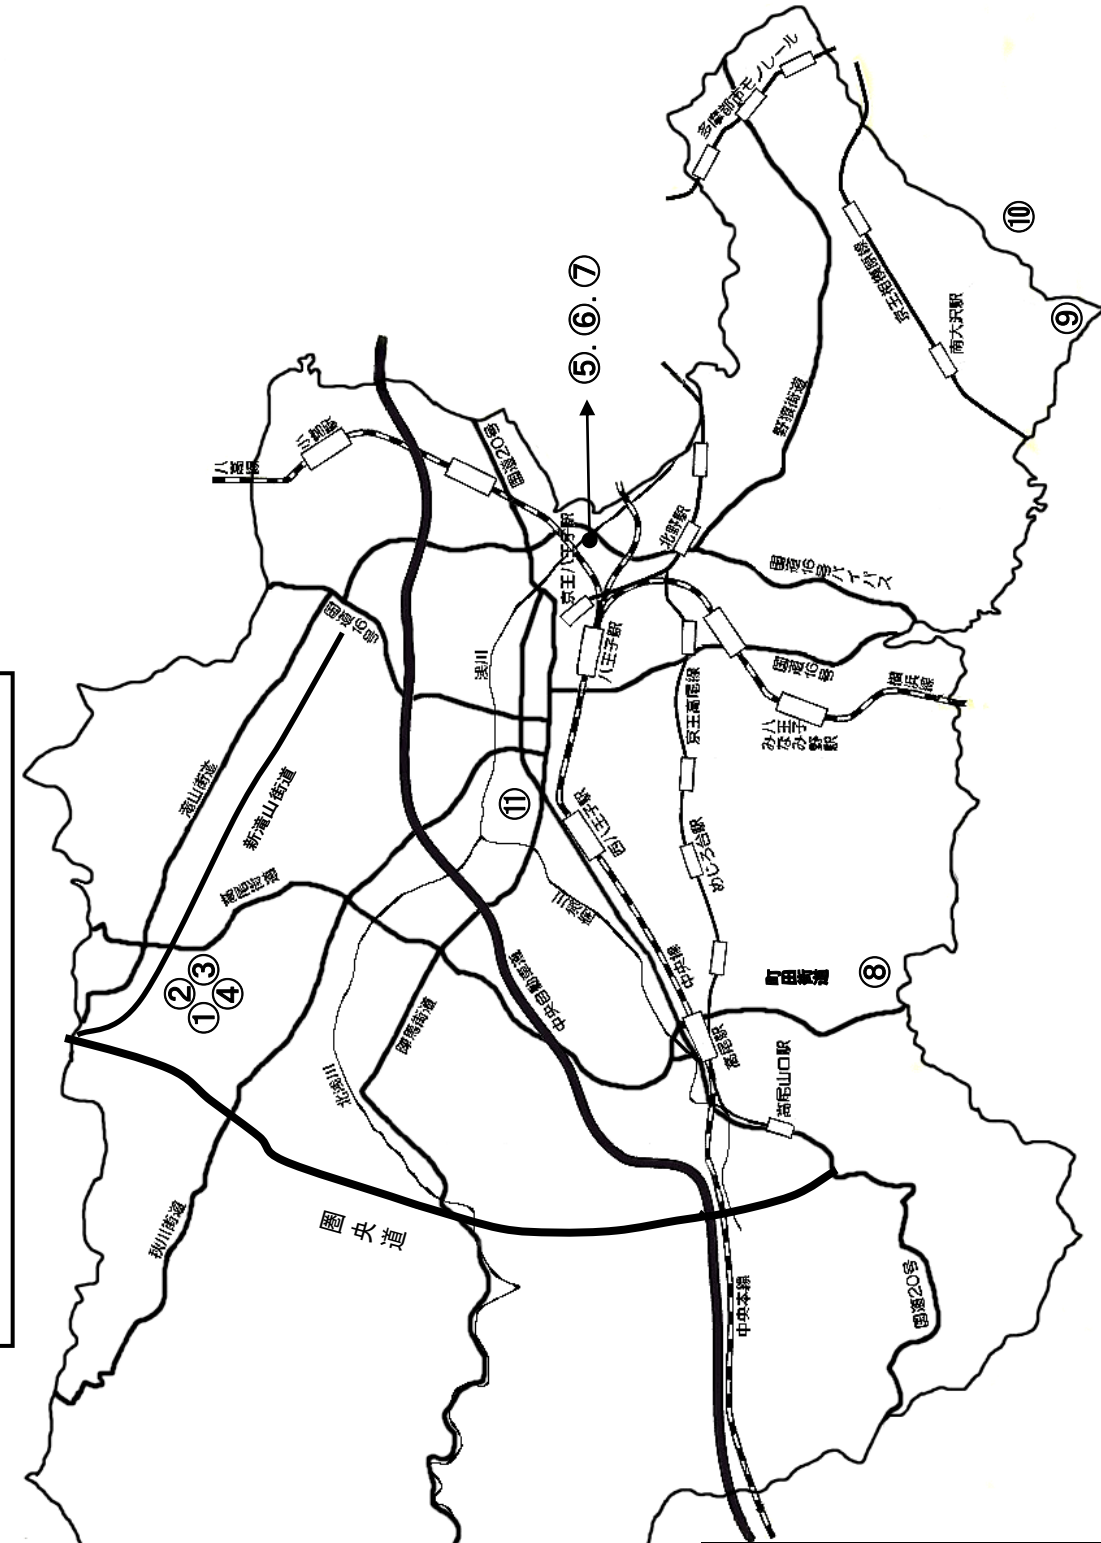 多摩都市モノレール
京王相模原線
南大沢駅
⑩
⑨
⑤. ⑥. ⑦
野猿街道
八高線
小宮駅
国道20号
京王八王子駅
北野駅
国道16号バイパス
国道16号
浅川
八王子駅
国道16号
横浜線
八王子
みなみ野駅
京王高尾線
滝山街道
新滝山街道
⑪
西八王子駅
めじろ台駅
高尾街道
中央線
町田街道
⑧
②
③
①
④
中央自動車道
陣馬街道
北浅川
高尾駅
高尾山口駅
秋川街道
圏央道
中央本線
国道20号